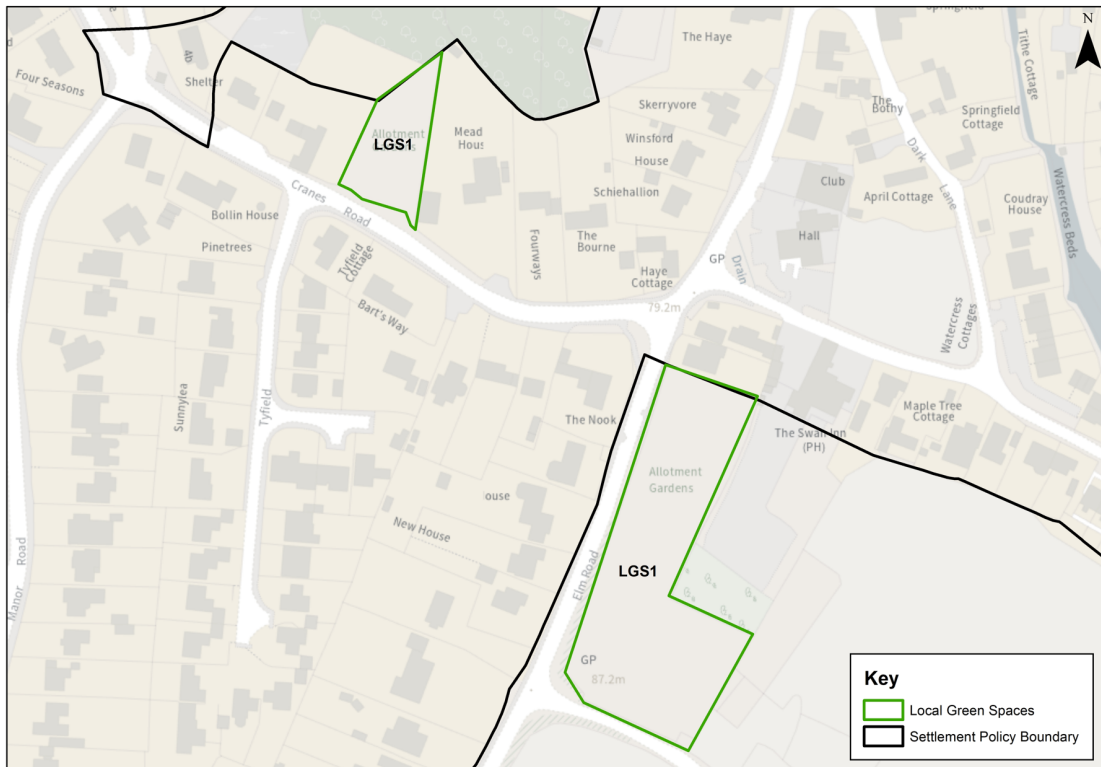 Springfield
N
The Haye
4b
Four Seasons
Shelter
Skerryvore
The
Bothy
Springfield
Cottage
Tithe Cottage
Allotment
LGS1
Mead
Winsford
House
Schiehallion
Dark
Lane
Club
April Cottage
Coudray
House
Watercress Beds
Cranes Road
Bollin House
Pinetrees
Tyfield
Cottage
Fourways
The
Bourne
Haye
Cottage
Hall
GP
Drain
79.2m
Bart's Way
Watercress
Cottages
Sunnylea
Tyfield
The Nook
Maple Tree
Cottage
The Swan Inn
(PH)
Allotment
Gardens
ouse
New House
Manor Road
Elm Road
LGS1
GP
87.2m
Key
Local Green Spaces
Settlement Policy Boundary